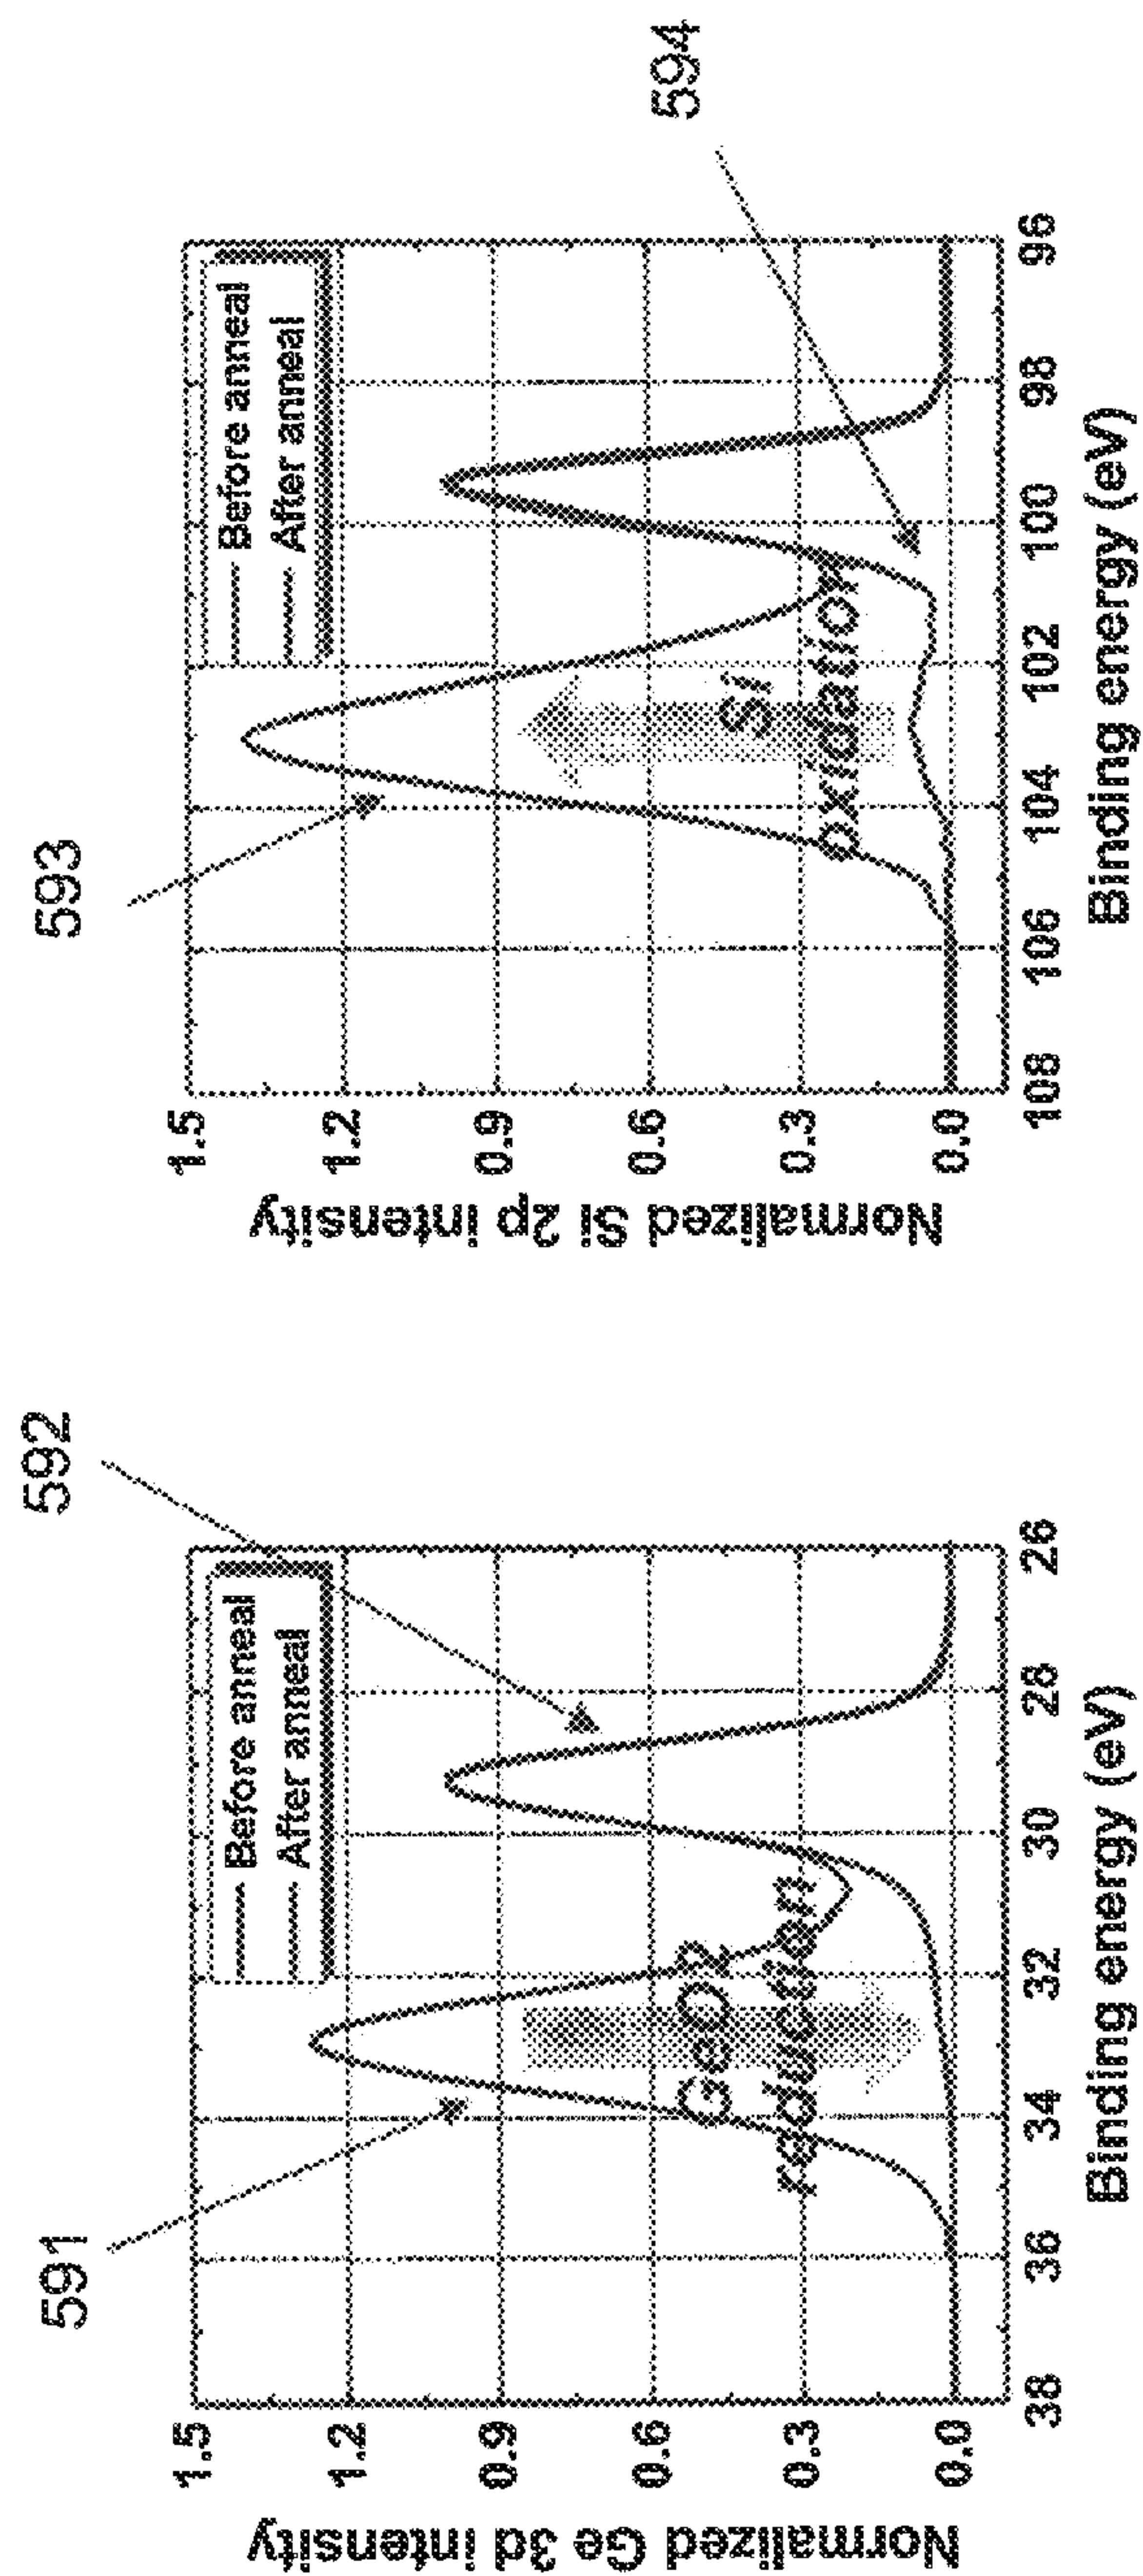 591
592
Normalized Ge 3d intensity
1.5
1.2
0.9
0.6
0.3
0.0
Before anneal
After anneal
GeO2
reduction
38
36
34
32
30
28
26
Binding energy (eV)
593
594
Normalized Si 2p intensity
1.5
1.2
0.9
0.6
0.3
0.0
Before anneal
After anneal
Si
oxidation
108
106
104
102
100
98
96
Binding energy (eV)